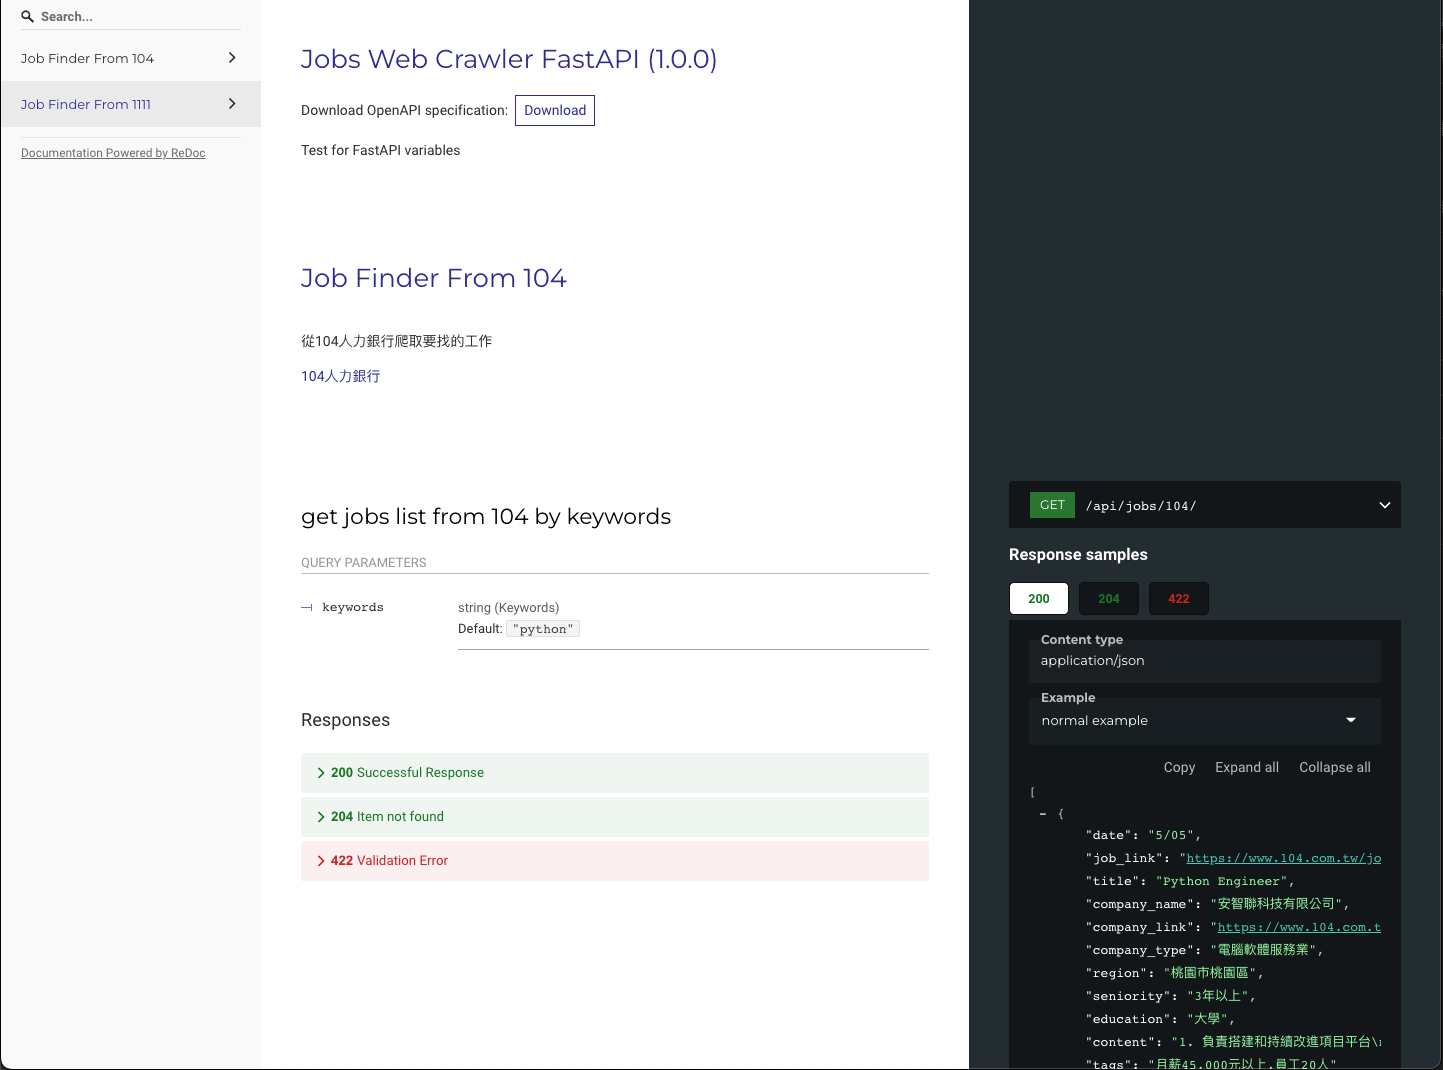 Search...
Job Finder From 104
Job Finder From 1111
Documentation Powered by ReDoc
Jobs Web Crawler FastAPI (1.0.0)
Download OpenAPI specification: Download
Test for FastAPI variables
Job Finder From 104
從104人力銀行爬取要找的工作
104人力銀行
get jobs list from 104 by keywords
QUERY PARAMETERS
keywords
string (Keywords)
Default: "python"
Responses
200 Successful Response
204 Item not found
422 Validation Error
GET /api/jobs/104/
Response samples
200 204 422
Content type
application/json
Example
normal example
Copy Expand all Collapse all
[
- {
"date": "5/05",
"job_link": "https://www.104.com.tw/jo
"title": "Python Engineer",
"company_name": "安智聯科技有限公司",
"company_link": "https://www.104.com.t
"company_type": "電腦軟體服務業",
"region": "桃園市桃園區",
"seniority": "3年以上",
"education": "大學",
"content": "1. 負責搭建和持續改進項目平台\
"tags": "月薪45,000元以上,員工20人"